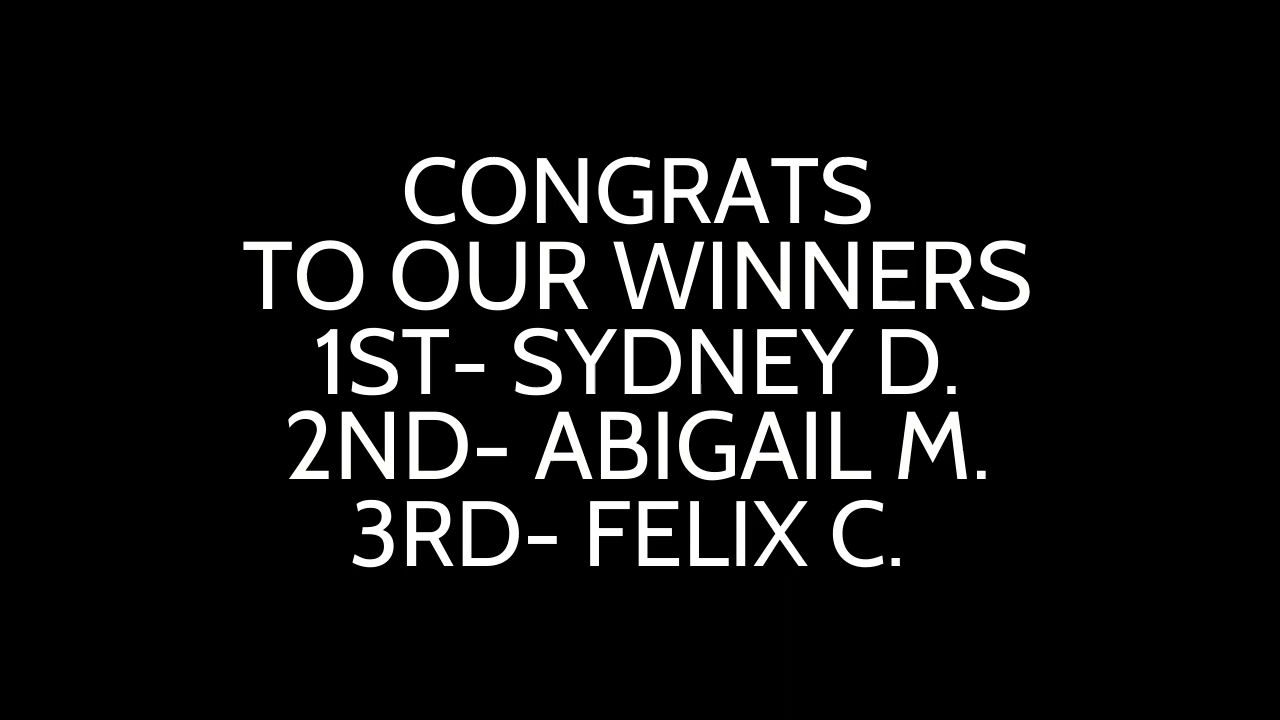 CONGRATS
TO OUR WINNERS
1ST- SYDNEY D.
2ND- ABIGAIL M.
3RD- FELIX C.